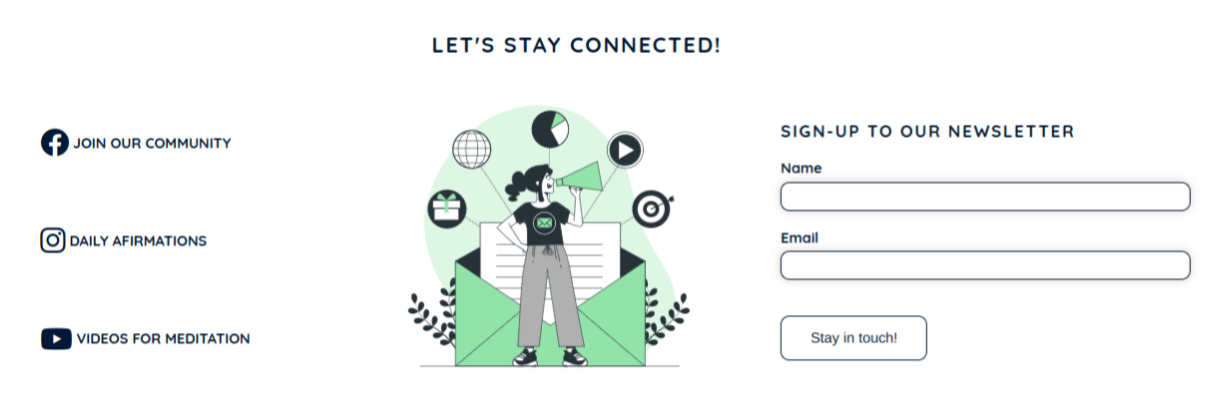 LET'S STAY CONNECTED!
JOIN OUR COMMUNITY
DAILY AFIRMATIONS
VIDEOS FOR MEDITATION
SIGN-UP TO OUR NEWSLETTER
Name
Email
Stay in touch!